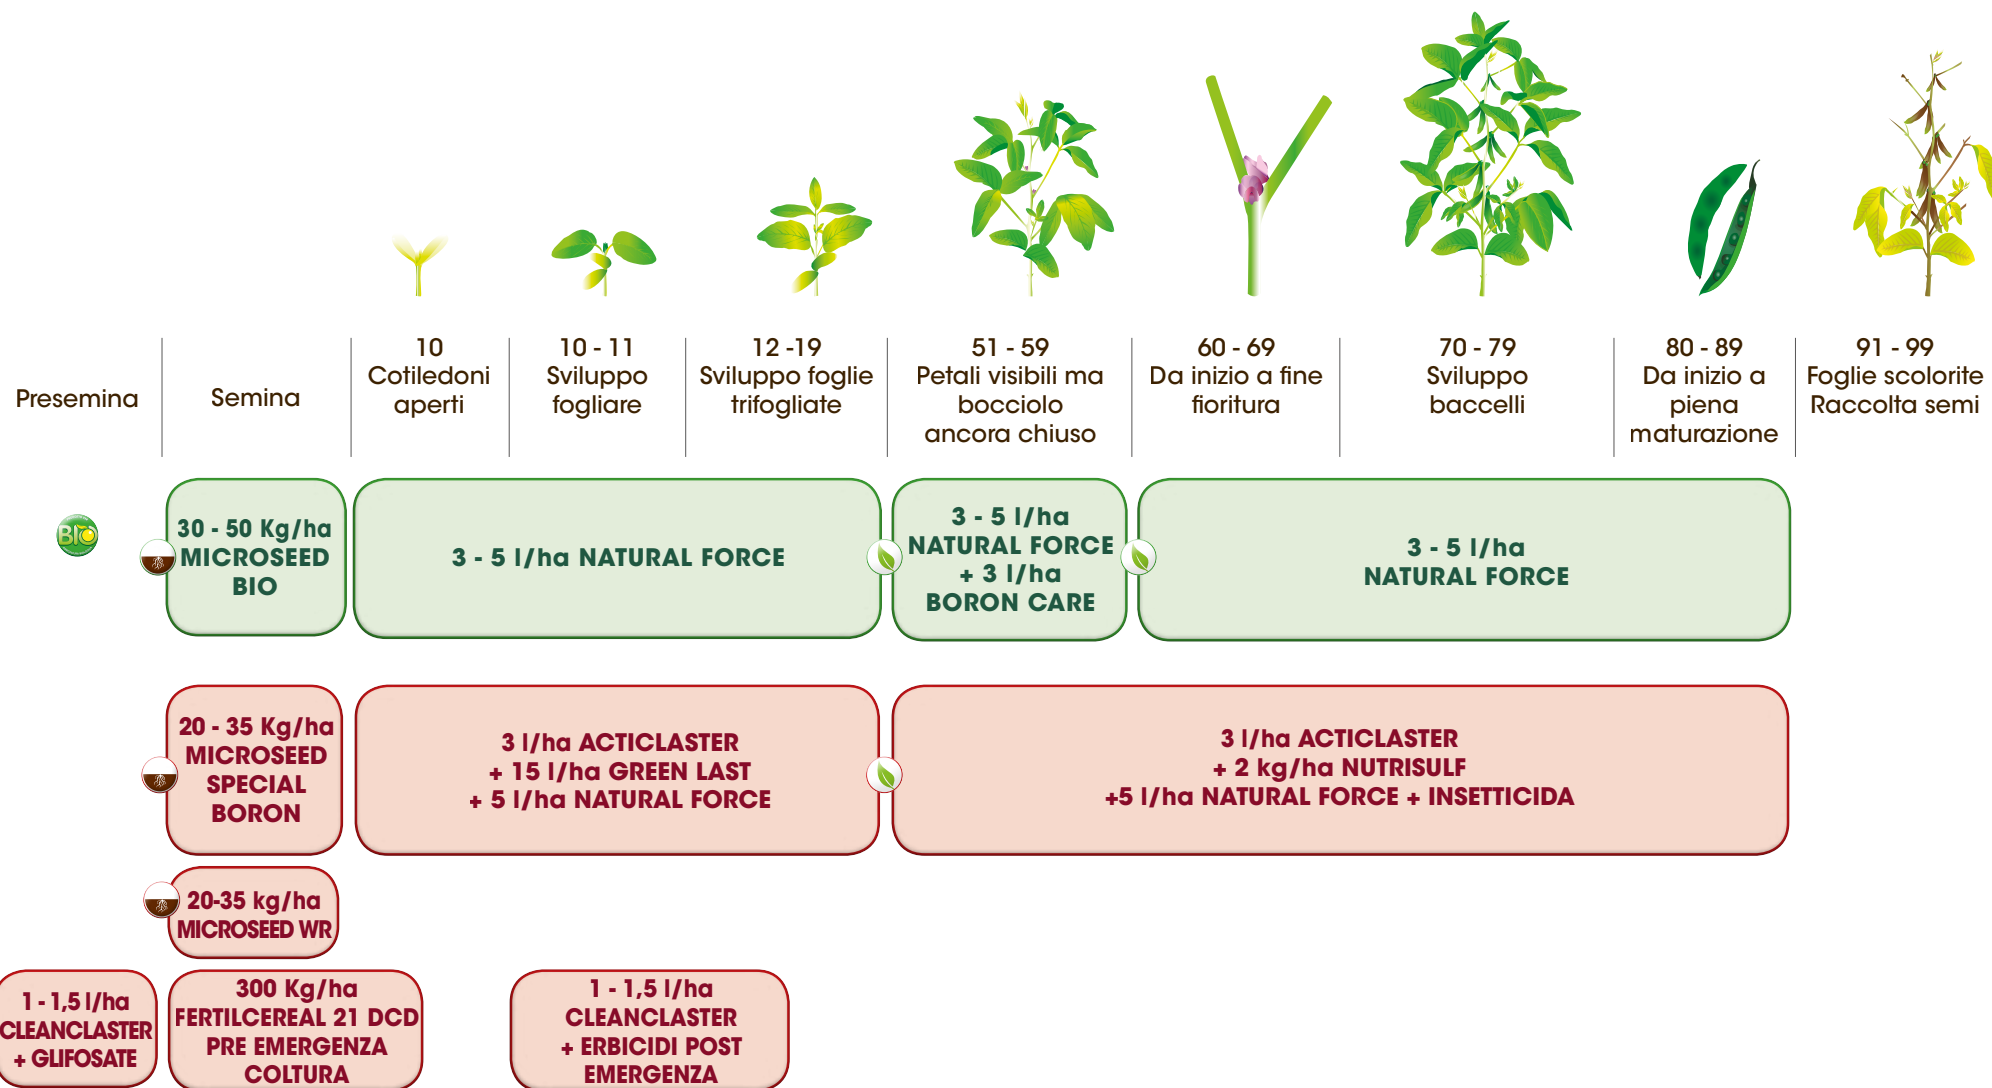 Presemina
Semina
10
Cotiledoni
aperti
10 - 11
Sviluppo
fogliare
12 -19
Sviluppo foglie
trifogliate
51 - 59
Petali visibili ma
bocciolo
ancora chiuso
60 - 69
Da inizio a fine
fioritura
70 - 79
Sviluppo
baccelli
80 - 89
Da inizio a
piena
maturazione
91 - 99
Foglie scolorite
Raccolta semi
BIO
30 - 50 Kg/ha
MICROSEED
BIO
3 - 5 l/ha NATURAL FORCE
3 - 5 l/ha
NATURAL FORCE
+ 3 l/ha
BORON CARE
3 - 5 l/ha
NATURAL FORCE
20 - 35 Kg/ha
MICROSEED
SPECIAL
BORON
3 l/ha ACTICLASTER
+ 15 l/ha GREEN LAST
+ 5 l/ha NATURAL FORCE
3 l/ha ACTICLASTER
+ 2 kg/ha NUTRISULF
+5 l/ha NATURAL FORCE + INSETTICIDA
20-35 kg/ha
MICROSEED WR
1 - 1,5 l/ha
CLEANCLASTER
+ GLIFOSATE
300 Kg/ha
FERTILCEREAL 21 DCD
PRE EMERGENZA
COLTURA
1 - 1,5 l/ha
CLEANCLASTER
+ ERBICIDI POST
EMERGENZA